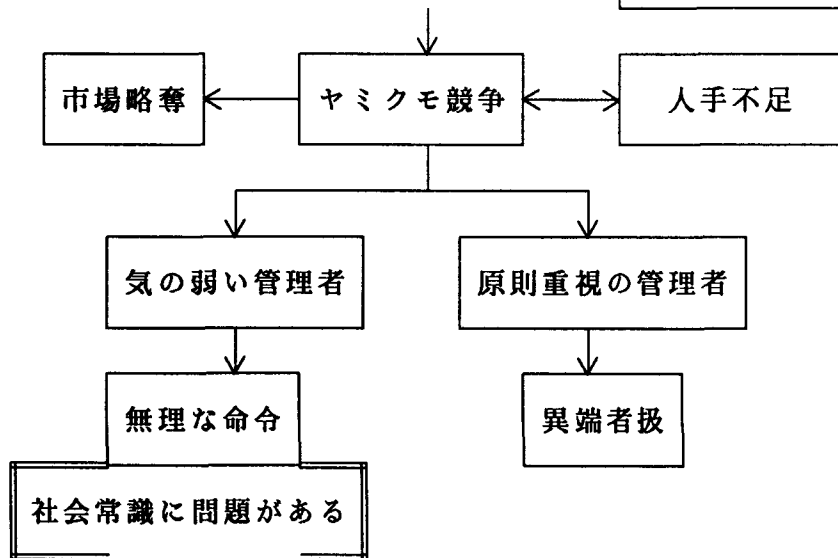 市場略奪
ヤミクモ競争
人手不足
気の弱い管理者
原則重視の管理者
無理な命令
異端者扱
社会常識に問題がある